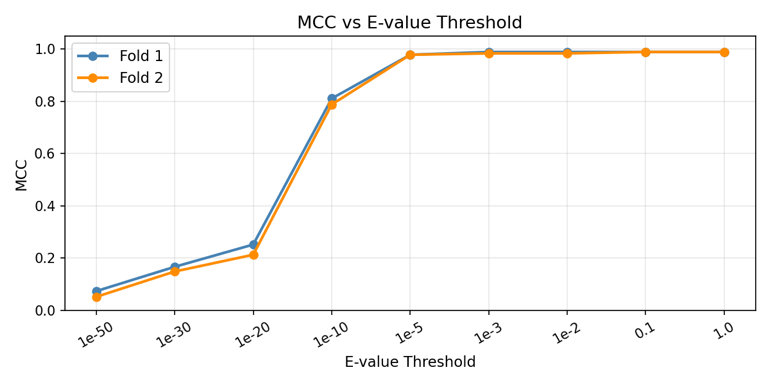 MCC vs E-value Threshold
Fold 1
Fold 2
MCC
1.0
0.8
0.6
0.4
0.2
0.0
1e-50
1e-30
1e-20
1e-10
1e-5
1e-3
1e-2
0.1
1.0
E-value Threshold